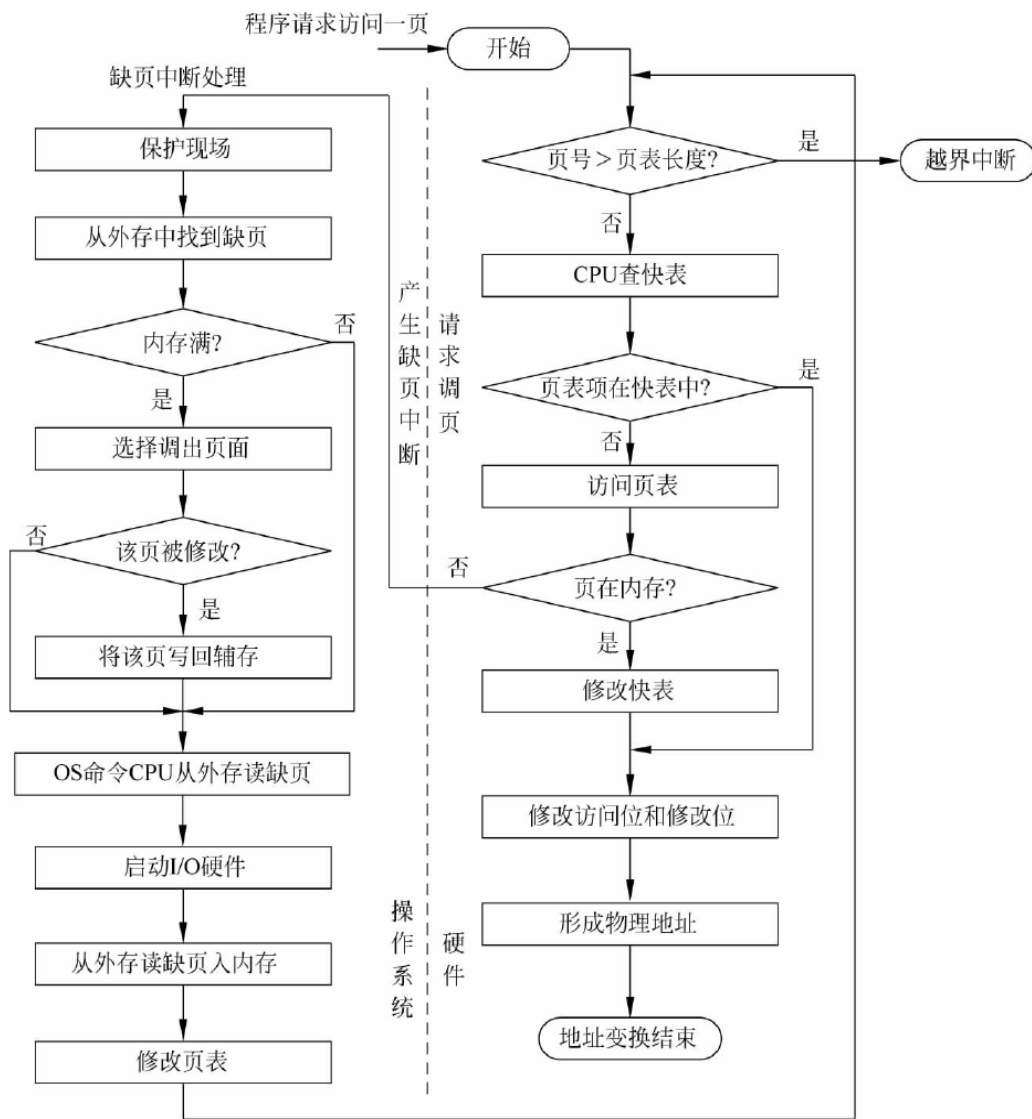 程序请求访问一页
开始
缺页中断处理
保护现场
页号＞页表长度?
是
越界中断
否
从外存中找到缺页
CPU查快表
内存满?
否
产生缺页中断
请求调页
页表项在快表中?
是
是
否
选择调出页面
访问页表
否
该页被修改?
否
页在内存?
是
是
将该页写回辅存
修改快表
OS命令CPU从外存读缺页
修改访问位和修改位
启动I/O硬件
操作系统
硬件
形成物理地址
从外存读缺页入内存
地址变换结束
修改页表